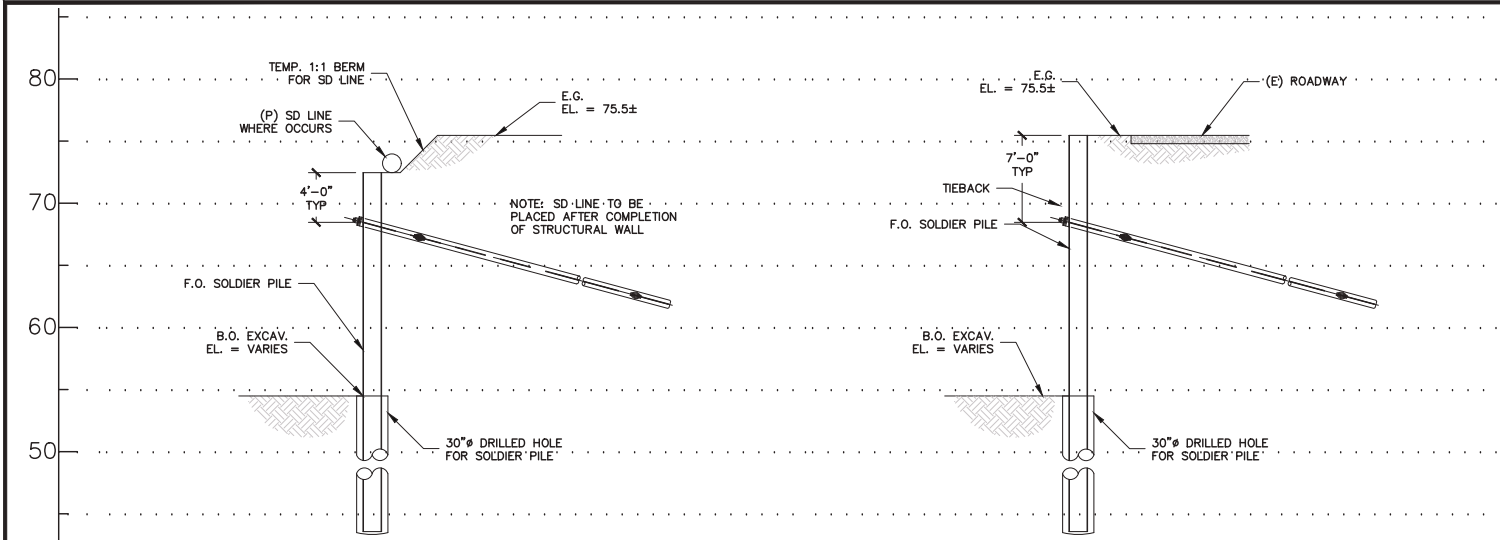 80
70
60
50
TEMP. 1:1 BERM
FOR SD LINE
(P) SD LINE
WHERE OCCURS
E.G.
EL. = 75.5±
4'-0"
TYP
NOTE: SD LINE TO BE
PLACED AFTER COMPLETION
OF STRUCTURAL WALL
F.O. SOLDIER PILE
B.O. EXCAV.
EL. = VARIES
30"ø DRILLED HOLE
FOR SOLDIER PILE
E.G.
EL. = 75.5±
(E) ROADWAY
7'-0"
TYP
TIEBACK
F.O. SOLDIER PILE
B.O. EXCAV.
EL. = VARIES
30"ø DRILLED HOLE
FOR SOLDIER PILE